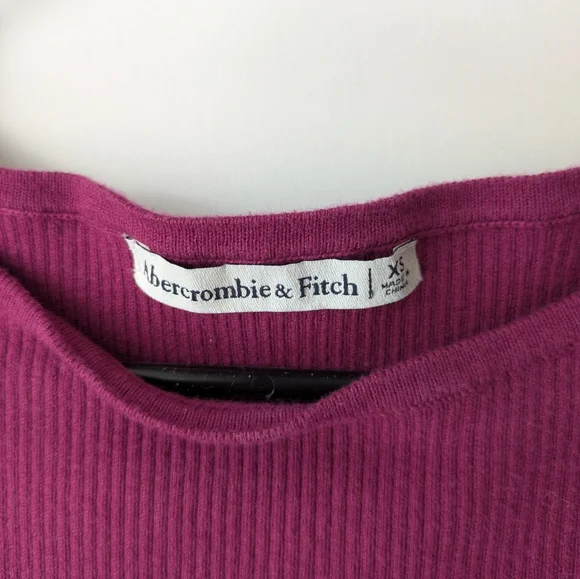 Abercrombie & Fitch | XS
MADE IN
CHINA